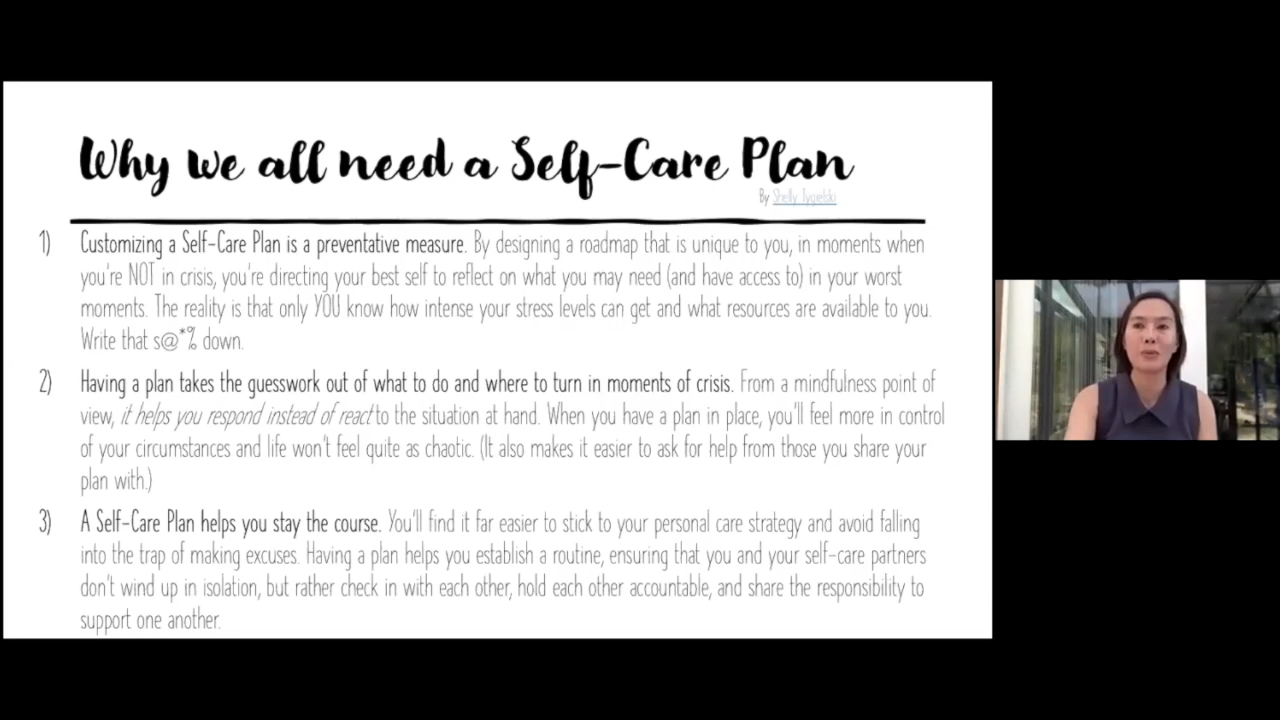 Why we all need a Self-Care Plan
By Shelly Tygielski
1) Customizing a Self-Care Plan is a preventative measure. By designing a roadmap that is unique to you, in moments when
you're NOT in crisis, you're directing your best self to reflect on what you may need (and have access to) in your worst
moments. The reality is that only YOU know how intense your stress levels can get and what resources are available to you.
Write that s@*% down.
2) Having a plan takes the guesswork out of what to do and where to turn in moments of crisis. From a mindfulness point of
view, it helps you respond instead of react to the situation at hand. When you have a plan in place, you'll feel more in control
of your circumstances and life won't feel quite as chaotic. (It also makes it easier to ask for help from those you share your
plan with.)
3) A Self-Care Plan helps you stay the course. You'll find it far easier to stick to your personal care strategy and avoid falling
into the trap of making excuses. Having a plan helps you establish a routine, ensuring that you and your self-care partners
don't wind up in isolation, but rather check in with each other, hold each other accountable, and share the responsibility to
support one another.